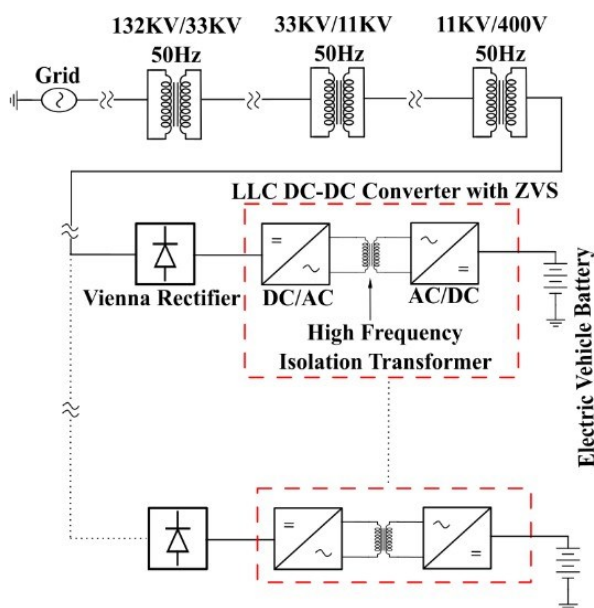 132KV/33KV
50Hz
33KV/11KV
50Hz
11KV/400V
50Hz
Grid
LLC DC-DC Converter with ZVS
Vienna Rectifier
DC/AC
AC/DC
High Frequency
Isolation Transformer
Electric Vehicle Battery